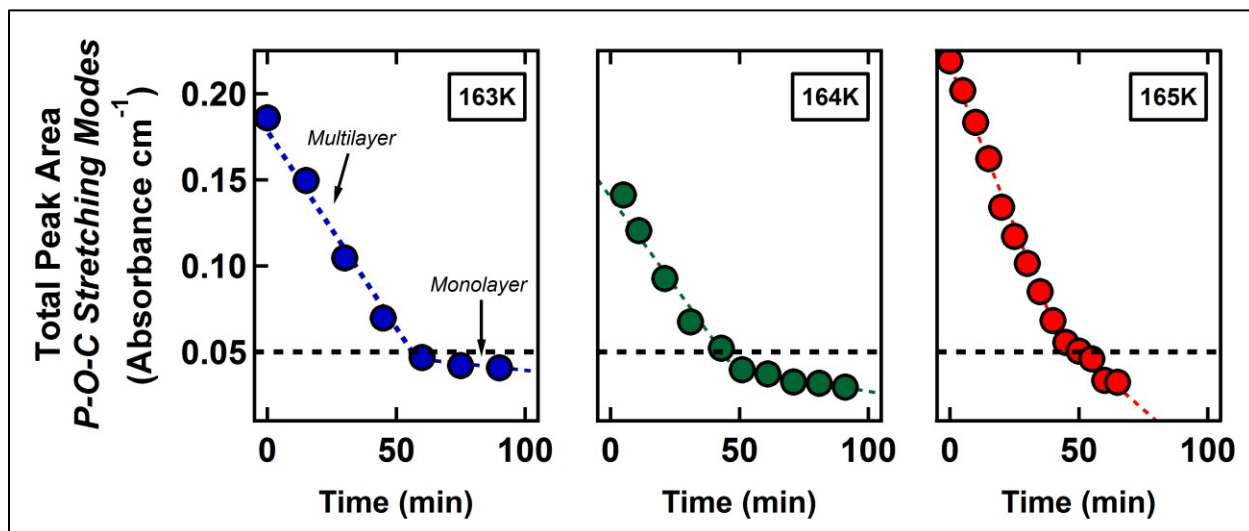 Total Peak Area
P-O-C Stretching Modes
(Absorbance cm⁻¹)
0.20
0.15
0.10
0.05
163K
Multilayer
Monolayer
0 50 100
Time (min)
164K
0 50 100
Time (min)
165K
0 50 100
Time (min)